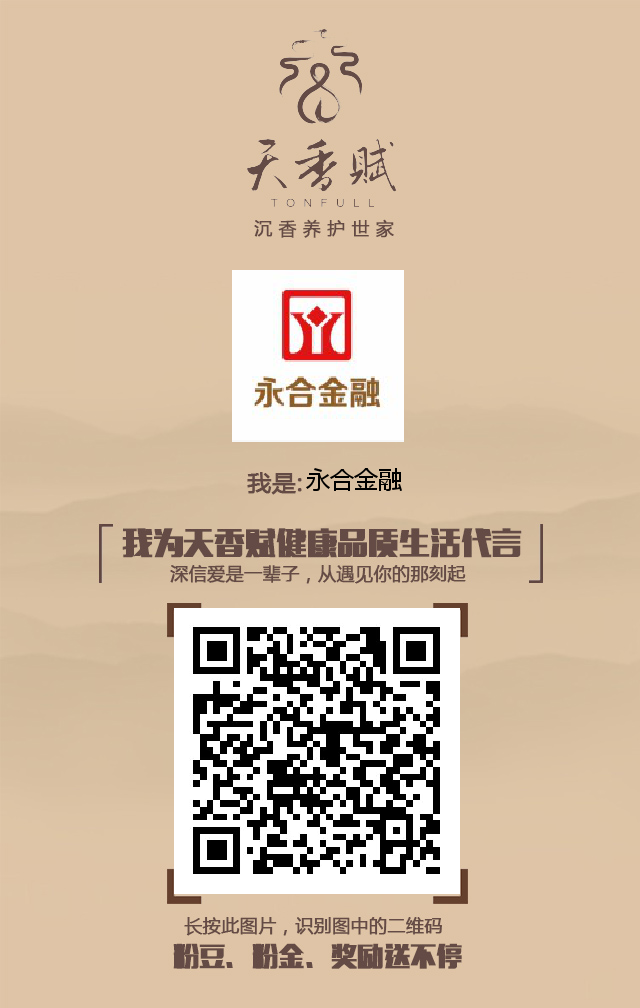 天香赋
TONFULL
沉香养护世家
永合金融
我是:永合金融
我为天香赋健康品质生活代言
深信爱是一辈子，从遇见你的那刻起
长按此图片，识别图中的二维码
粉豆、粉金、奖励送不停